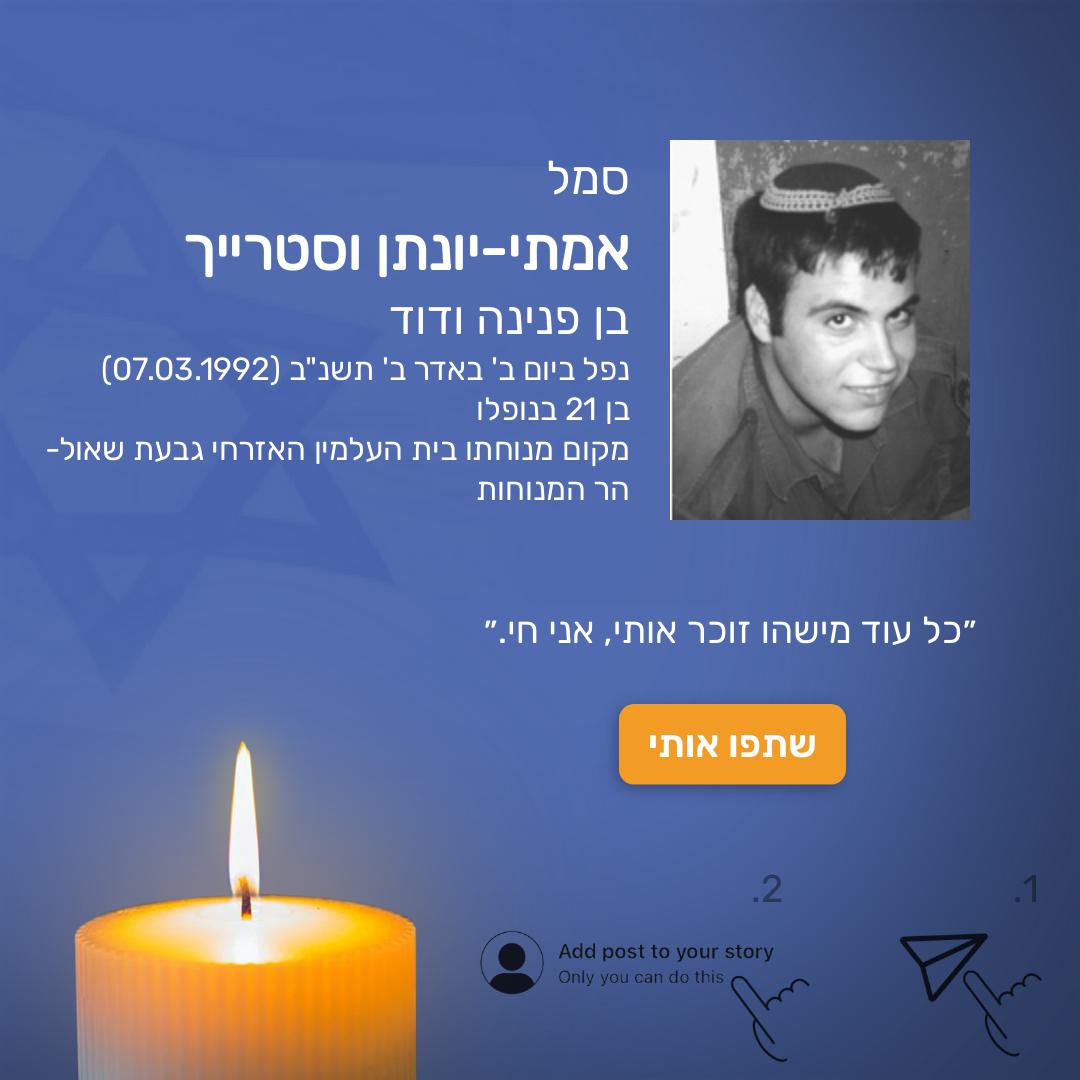 סמל
אמתי-יונתן וסטרייך
בן פנינה ודוד
נפל ביום ב' באדר ב' תשנ"ב (07.03.1992)
בן 21 בנופלו
מקום מנוחתו בית העלמין האזרחי גבעת שאול-
הר המנוחות
״כל עוד מישהו זוכר אותי, אני חי.״
שתפו אותי
1.
2.
Add post to your story
Only you can do this